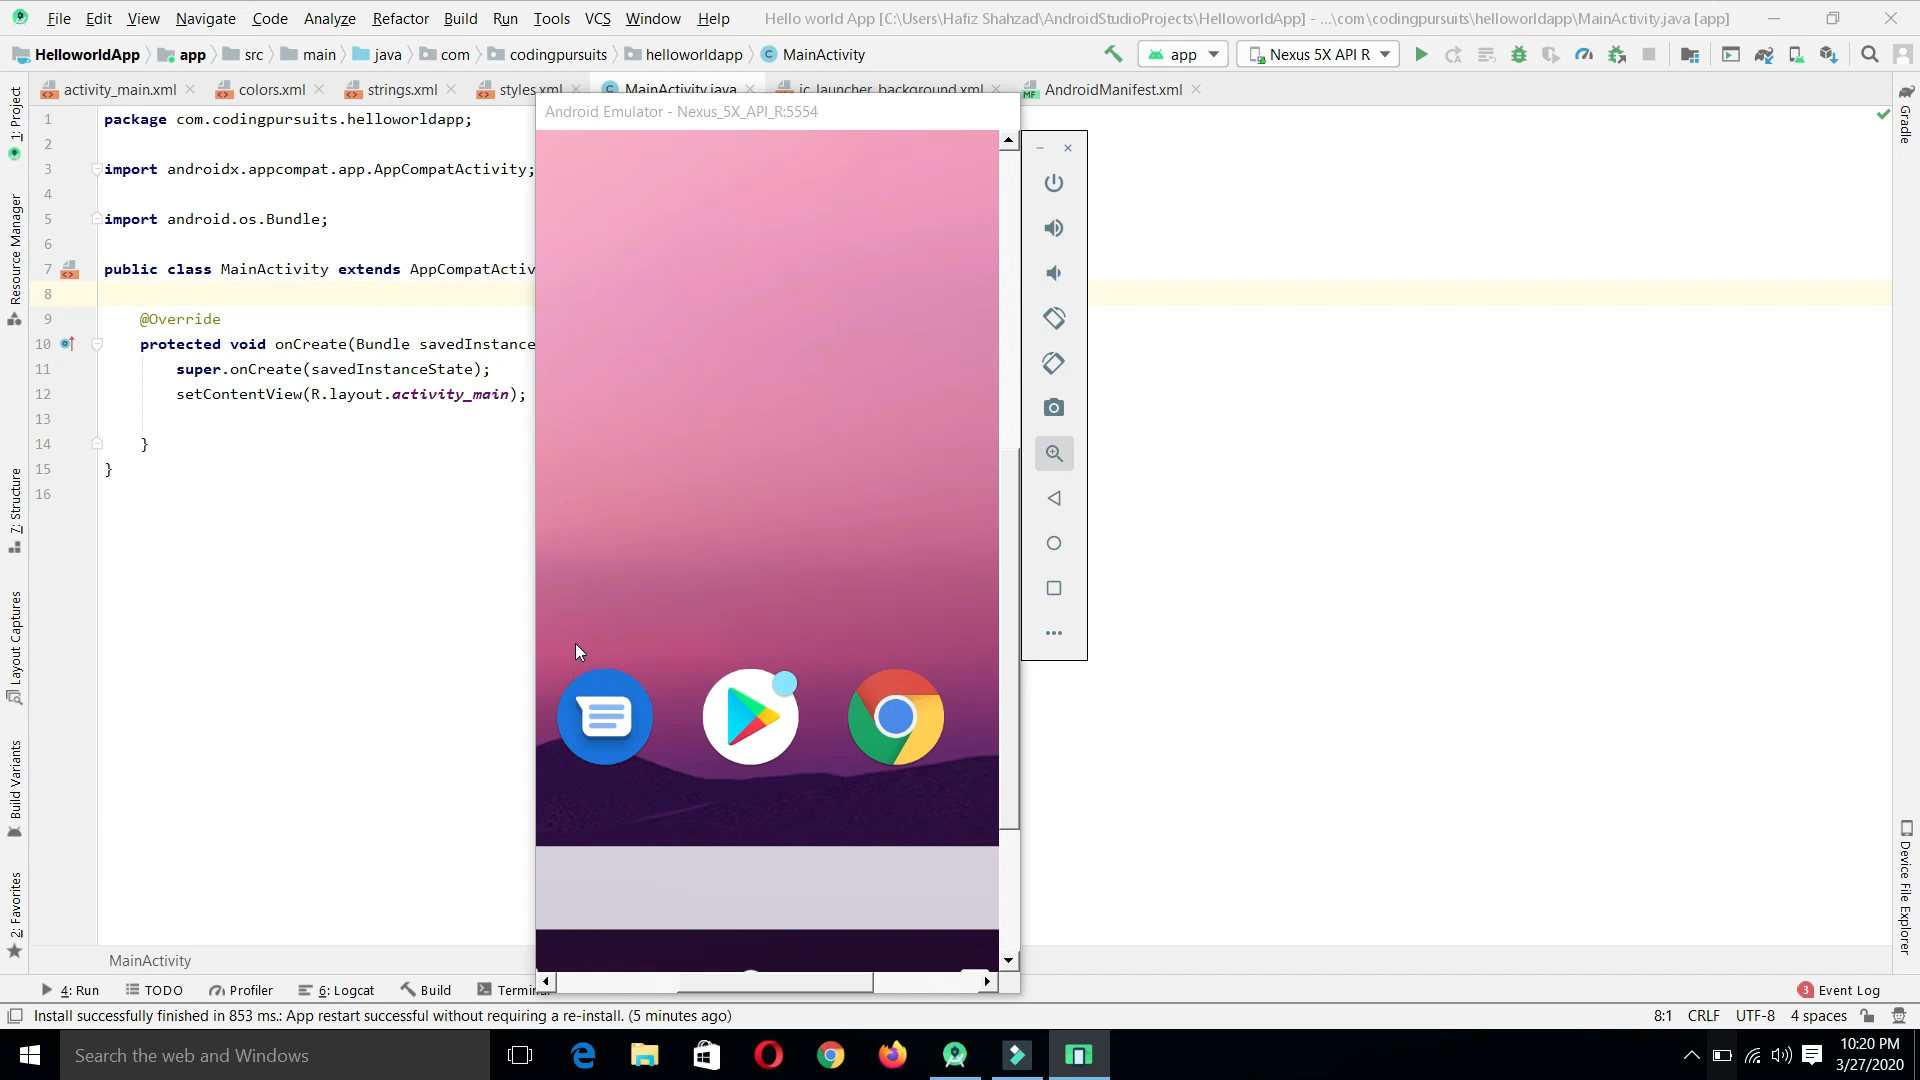 File Edit View Navigate Code Analyze Refactor Build Run Tools VCS Window Help Hello world App [C:\Users\Hafiz Shahzad\AndroidStudioProjects\HelloworldApp] - ...\com\codingpursuits\helloworldapp\MainActivity.java [app]
HelloworldApp app src main java com codingpursuits helloworldapp MainActivity app Nexus 5X API R
activity_main.xml colors.xml strings.xml styles.xml MainActivity.java ic_launcher_background.xml AndroidManifest.xml
Android Emulator - Nexus_5X_API_R:5554
1: Project
Resource Manager
7: Structure
Layout Captures
Build Variants
2: Favorites
1 package com.codingpursuits.helloworldapp;
2
3 import androidx.appcompat.app.AppCompatActivity;
4
5 import android.os.Bundle;
6
7 public class MainActivity extends AppCompatActiv
8
9 @Override
10 protected void onCreate(Bundle savedInstance
11 super.onCreate(savedInstanceState);
12 setContentView(R.layout.activity_main);
13
14 }
15 }
16
Gradle
Device File Explorer
MainActivity
4: Run TODO Profiler 6: Logcat Build Termin
3 Event Log
Install successfully finished in 853 ms.: App restart successful without requiring a re-install. (5 minutes ago) 8:1 CRLF UTF-8 4 spaces
Search the web and Windows
10:20 PM
3/27/2020